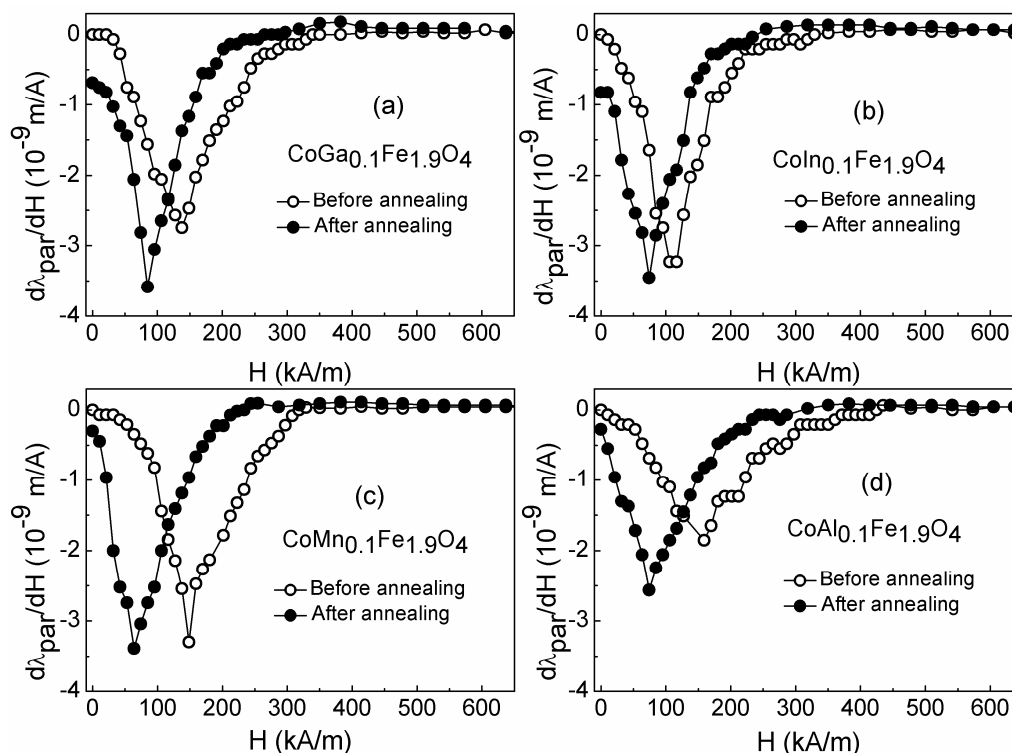 0
-1
-2
-3
-4
dλpar/dH (10-9 m/A)
(a)
CoGa0.1Fe1.9O4
Before annealing
After annealing
0 100 200 300 400 500 600
H (kA/m)
0
-1
-2
-3
-4
dλpar/dH (10-9 m/A)
(b)
CoIn0.1Fe1.9O4
Before annealing
After annealing
0 100 200 300 400 500 600
H (kA/m)
0
-1
-2
-3
-4
dλpar/dH (10-9 m/A)
(c)
CoMn0.1Fe1.9O4
Before annealing
After annealing
0 100 200 300 400 500 600
H (kA/m)
0
-1
-2
-3
-4
dλpar/dH (10-9 m/A)
(d)
CoAl0.1Fe1.9O4
Before annealing
After annealing
0 100 200 300 400 500 600
H (kA/m)